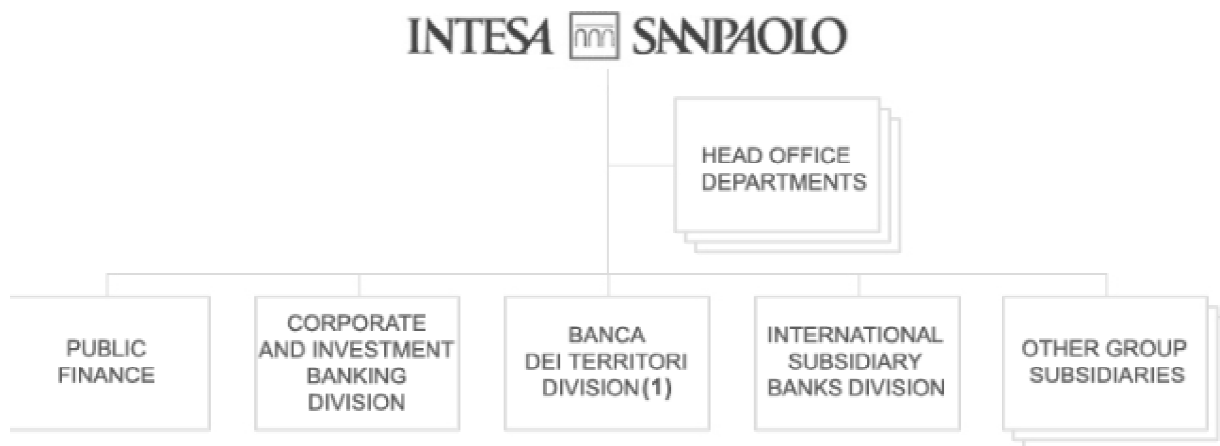 INTESA SANPAOLO
HEAD OFFICE
DEPARTMENTS
PUBLIC
FINANCE
CORPORATE
AND INVESTMENT
BANKING
DIVISION
BANCA
DEI TERRITORI
DIVISION(1)
INTERNATIONAL
SUBSIDIARY
BANKS DIVISION
OTHER GROUP
SUBSIDIARIES